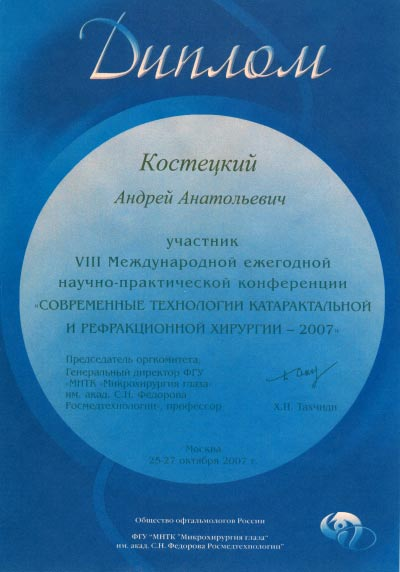 Диплом
Костецкий
Андрей Анатольевич
участник
VIII Международной ежегодной
научно-практической конференции
«СОВРЕМЕННЫЕ ТЕХНОЛОГИИ КАТАРАКТАЛЬНОЙ
И РЕФРАКЦИОННОЙ ХИРУРГИИ – 2007»
Председатель оргкомитета,
Генеральный директор ФГУ
«МНТК «Микрохирургия глаза»
им. акад. С.Н. Федорова
Росмедтехнологии», профессор
Х.П. Тахчиди
Москва
25-27 октября 2007 г.
Общество офтальмологов России
ФГУ "МНТК "Микрохирургия глаза"
им. акад. С.Н. Федорова Росмедтехнологии"